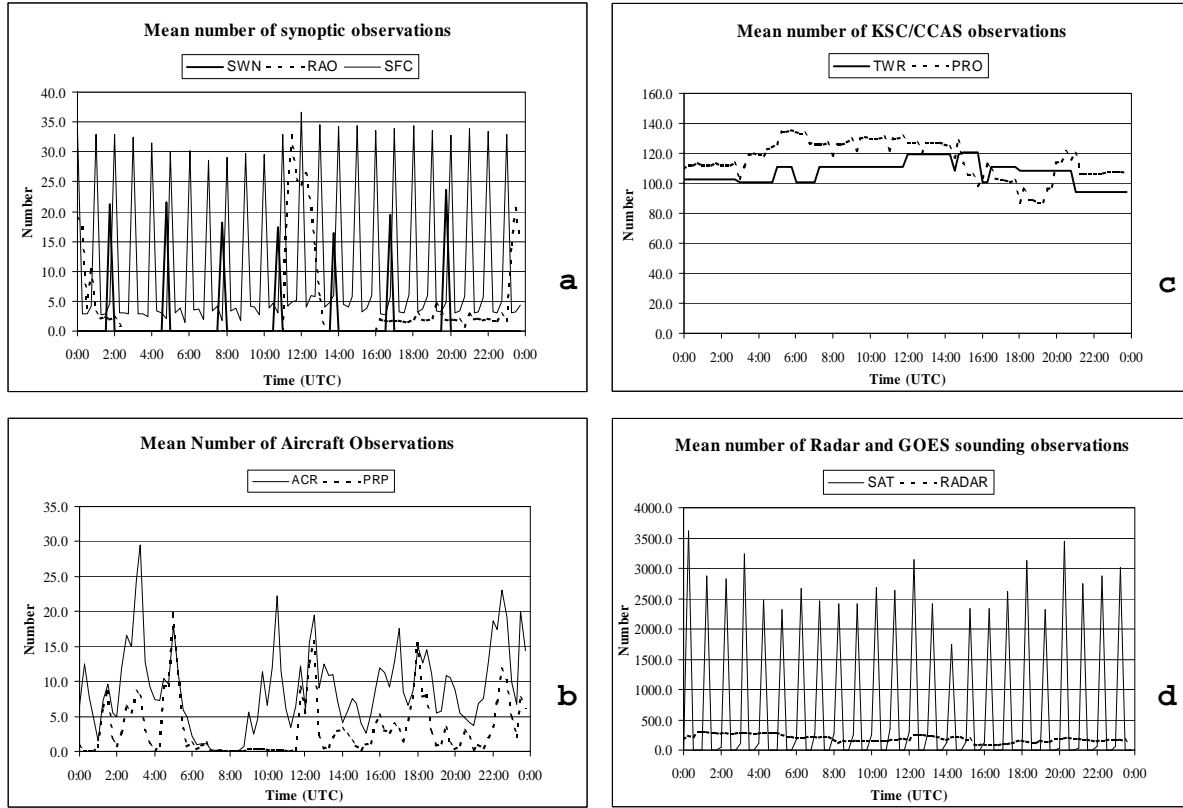 Mean number of synoptic observations
SWN RAO SFC
40.0
35.0
30.0
25.0
20.0
15.0
10.0
5.0
0.0
Number
0:00 2:00 4:00 6:00 8:00 10:00 12:00 14:00 16:00 18:00 20:00 22:00 0:00
Time (UTC)
a
Mean number of KSC/CCAS observations
TWR PRO
160.0
140.0
120.0
100.0
80.0
60.0
40.0
20.0
0.0
Number
0:00 2:00 4:00 6:00 8:00 10:00 12:00 14:00 16:00 18:00 20:00 22:00 0:00
Time (UTC)
c
Mean Number of Aircraft Observations
ACR PRP
35.0
30.0
25.0
20.0
15.0
10.0
5.0
0.0
Number
0:00 2:00 4:00 6:00 8:00 10:00 12:00 14:00 16:00 18:00 20:00 22:00 0:00
Time (UTC)
b
Mean number of Radar and GOES sounding observations
SAT RADAR
4000.0
3500.0
3000.0
2500.0
2000.0
1500.0
1000.0
500.0
0.0
Number
0:00 2:00 4:00 6:00 8:00 10:00 12:00 14:00 16:00 18:00 20:00 22:00 0:00
Time (UTC)
d